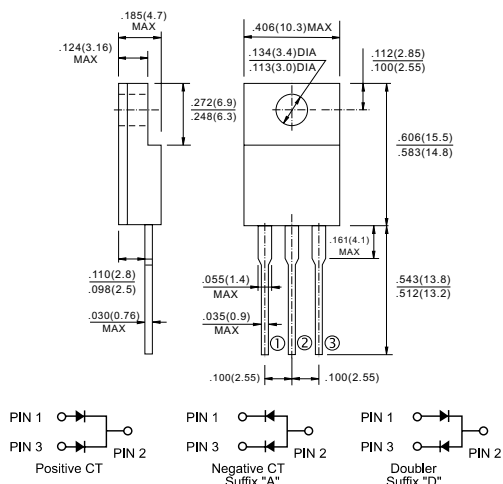 .185(4.7)
MAX
.124(3.16)
MAX
.406(10.3)MAX
.134(3.4)DIA
.113(3.0)DIA
.112(2.85)
.100(2.55)
.272(6.9)
.248(6.3)
.606(15.5)
.583(14.8)
.161(4.1)
MAX
.110(2.8)
.098(2.5)
.055(1.4)
MAX
.543(13.8)
.512(13.2)
.030(0.76)
MAX
.035(0.9)
MAX
① ② ③
.100(2.55) .100(2.55)
PIN 1 PIN 1 PIN 1
PIN 3 PIN 2 PIN 3 PIN 2 PIN 3 PIN 2
Positive CT Negative CT Doubler
Suffix "A" Suffix "D"